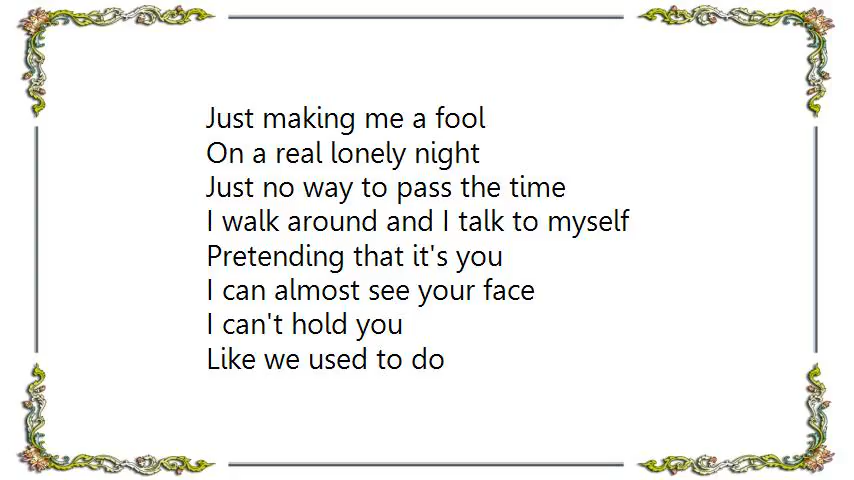 Just making me a fool
On a real lonely night
Just no way to pass the time
I walk around and I talk to myself
Pretending that it's you
I can almost see your face
I can't hold you
Like we used to do